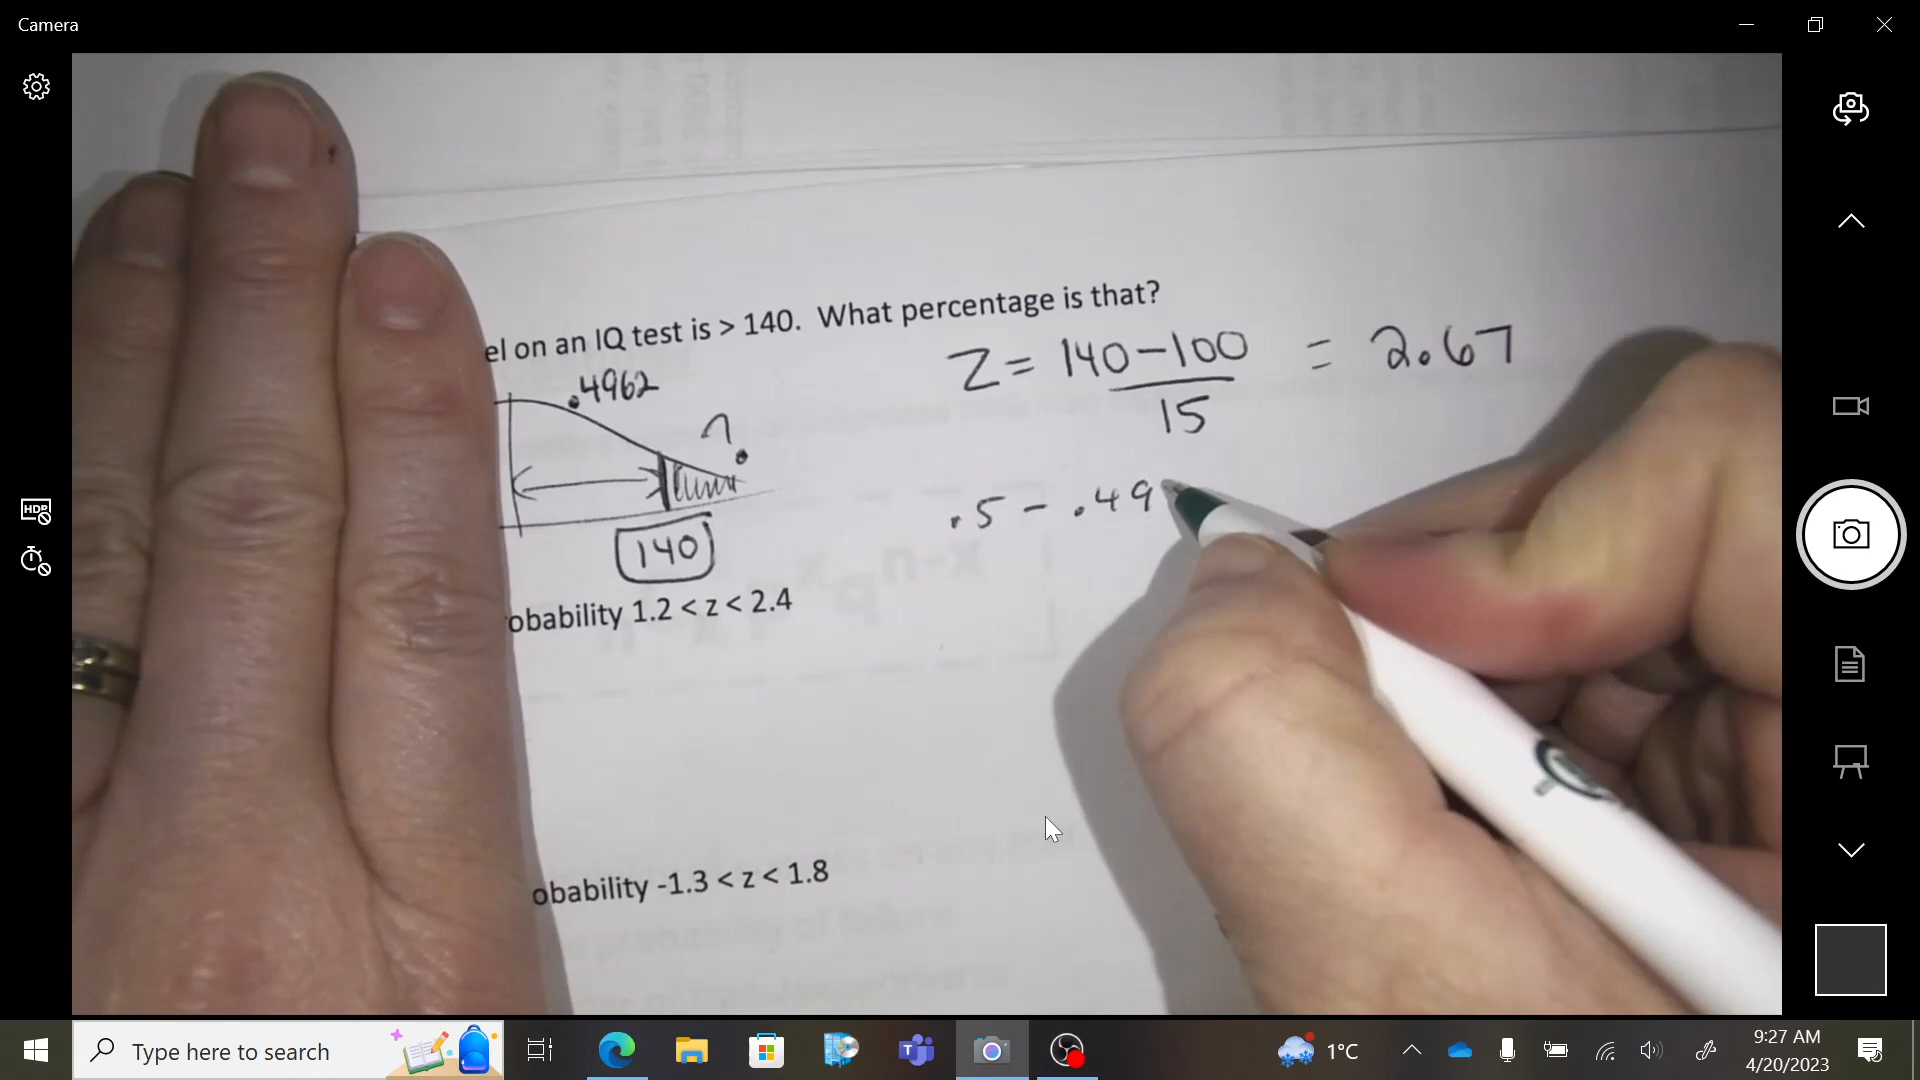 Camera
el on an IQ test is > 140. What percentage is that?
.4962
?
140
Z = 140-100 = 2.67
15
.5 - .49
obability 1.2 < z < 2.4
obability -1.3 < z < 1.8
Type here to search
1°C
9:27 AM
4/20/2023